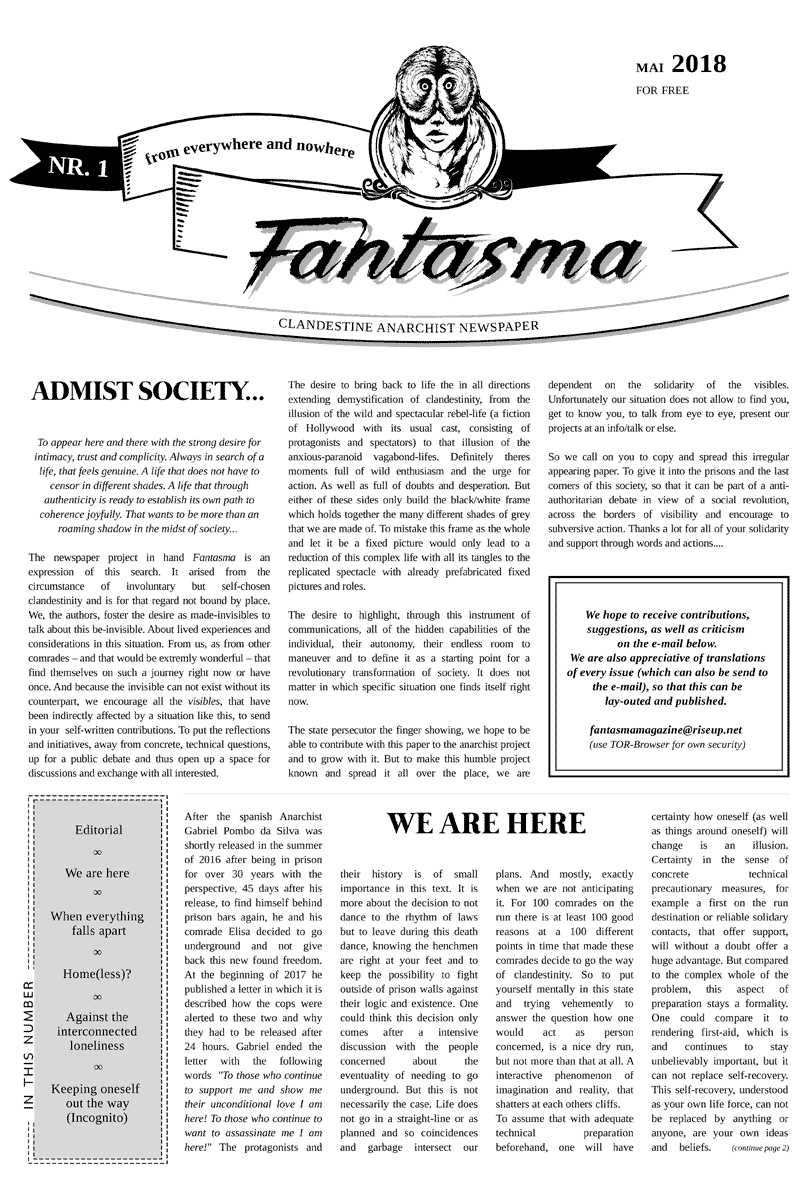 MAI 2018
FOR FREE
NR. 1
from everywhere and nowhere
Fantasma
CLANDESTINE ANARCHIST NEWSPAPER
ADMIST SOCIETY...
To appear here and there with the strong desire for
intimacy, trust and complicity. Always in search of a
life, that feels genuine. A life that does not have to
censor in different shades. A life that through
authenticity is ready to establish its own path to
coherence joyfully. That wants to be more than an
roaming shadow in the midst of society...
The newspaper project in hand Fantasma is an
expression of this search. It arised from the
circumstance of involuntary but self-chosen
clandestinity and is for that regard not bound by place.
We, the authors, foster the desire as made-invisibles to
talk about this be-invisible. About lived experiences and
considerations in this situation. From us, as from other
comrades – and that would be extremly wonderful – that
find themselves on such a journey right now or have
once. And because the invisible can not exist without its
counterpart, we encourage all the visibles, that have
been indirectly affected by a situation like this, to send
in your self-written contributions. To put the reflections
and initiatives, away from concrete, technical questions,
up for a public debate and thus open up a space for
discussions and exchange with all interested.
The desire to bring back to life the in all directions
extending demystification of clandestinity, from the
illusion of the wild and spectacular rebel-life (a fiction
of Hollywood with its usual cast, consisting of
protagonists and spectators) to that illusion of the
anxious-paranoid vagabond-lifes. Definitely theres
moments full of wild enthusiasm and the urge for
action. As well as full of doubts and desperation. But
either of these sides only build the black/white frame
which holds together the many different shades of grey
that we are made of. To mistake this frame as the whole
and let it be a fixed picture would only lead to a
reduction of this complex life with all its tangles to the
replicated spectacle with already prefabricated fixed
pictures and roles.
The desire to highlight, through this instrument of
communications, all of the hidden capabilities of the
individual, their autonomy, their endless room to
maneuver and to define it as a starting point for a
revolutionary transformation of society. It does not
matter in which specific situation one finds itself right
now.
The state persecutor the finger showing, we hope to be
able to contribute with this paper to the anarchist project
and to grow with it. But to make this humble project
known and spread it all over the place, we are
dependent on the solidarity of the visibles.
Unfortunately our situation does not allow to find you,
get to know you, to talk from eye to eye, present our
projects at an info/talk or else.
So we call on you to copy and spread this irregular
appearing paper. To give it into the prisons and the last
corners of this society, so that it can be part of a anti-
authoritarian debate in view of a social revolution,
across the borders of visibility and encourage to
subversive action. Thanks a lot for all of your solidarity
and support through words and actions....
We hope to receive contributions,
suggestions, as well as criticism
on the e-mail below.
We are also appreciative of translations
of every issue (which can also be send to
the e-mail), so that this can be
lay-outed and published.
fantasmamagazine@riseup.net
(use TOR-Browser for own security)
IN THIS NUMBER
Editorial
∞
We are here
∞
When everything
falls apart
∞
Home(less)?
∞
Against the
interconnected
loneliness
∞
Keeping oneself
out the way
(Incognito)
WE ARE HERE
After the spanish Anarchist
Gabriel Pombo da Silva was
shortly released in the summer
of 2016 after being in prison
for over 30 years with the
perspective, 45 days after his
release, to find himself behind
prison bars again, he and his
comrade Elisa decided to go
underground and not give
back this new found freedom.
At the beginning of 2017 he
published a letter in which it is
described how the cops were
alerted to these two and why
they had to be released after
24 hours. Gabriel ended the
letter with the following
words "To those who continue
to support me and show me
their unconditional love I am
here! To those who continue to
want to assassinate me I am
here!" The protagonists and
their history is of small
importance in this text. It is
more about the decision to not
dance to the rhythm of laws
but to leave during this death
dance, knowing the henchmen
are right at your feet and to
keep the possibility to fight
outside of prison walls against
their logic and existence. One
could think this decision only
comes after a intensive
discussion with the people
concerned about the
eventuality of needing to go
underground. But this is not
necessarily the case. Life does
not go in a straight-line or as
planned and so coincidences
and garbage intersect our
plans. And mostly, exactly
when we are not anticipating
it. For 100 comrades on the
run there is at least 100 good
reasons at a 100 different
points in time that made these
comrades decide to go the way
of clandestinity. So to put
yourself mentally in this state
and trying vehemently to
answer the question how one
would act as person
concerned, is a nice dry run,
but not more than that at all. A
interactive phenomenon of
imagination and reality, that
shatters at each others cliffs.
To assume that with adequate
technical preparation
beforehand, one will have
certainty how oneself (as well
as things around oneself) will
change is an illusion.
Certainty in the sense of
concrete technical
precautionary measures, for
example a first on the run
destination or reliable solidary
contacts, that offer support,
will without a doubt offer a
huge advantage. But compared
to the complex whole of the
problem, this aspect of
preparation stays a formality.
One could compare it to
rendering first-aid, which is
and continues to stay
unbelievably important, but it
can not replace self-recovery.
This self-recovery, understood
as your own life force, can not
be replaced by anything or
anyone, are your own ideas
and beliefs. (continue page 2)